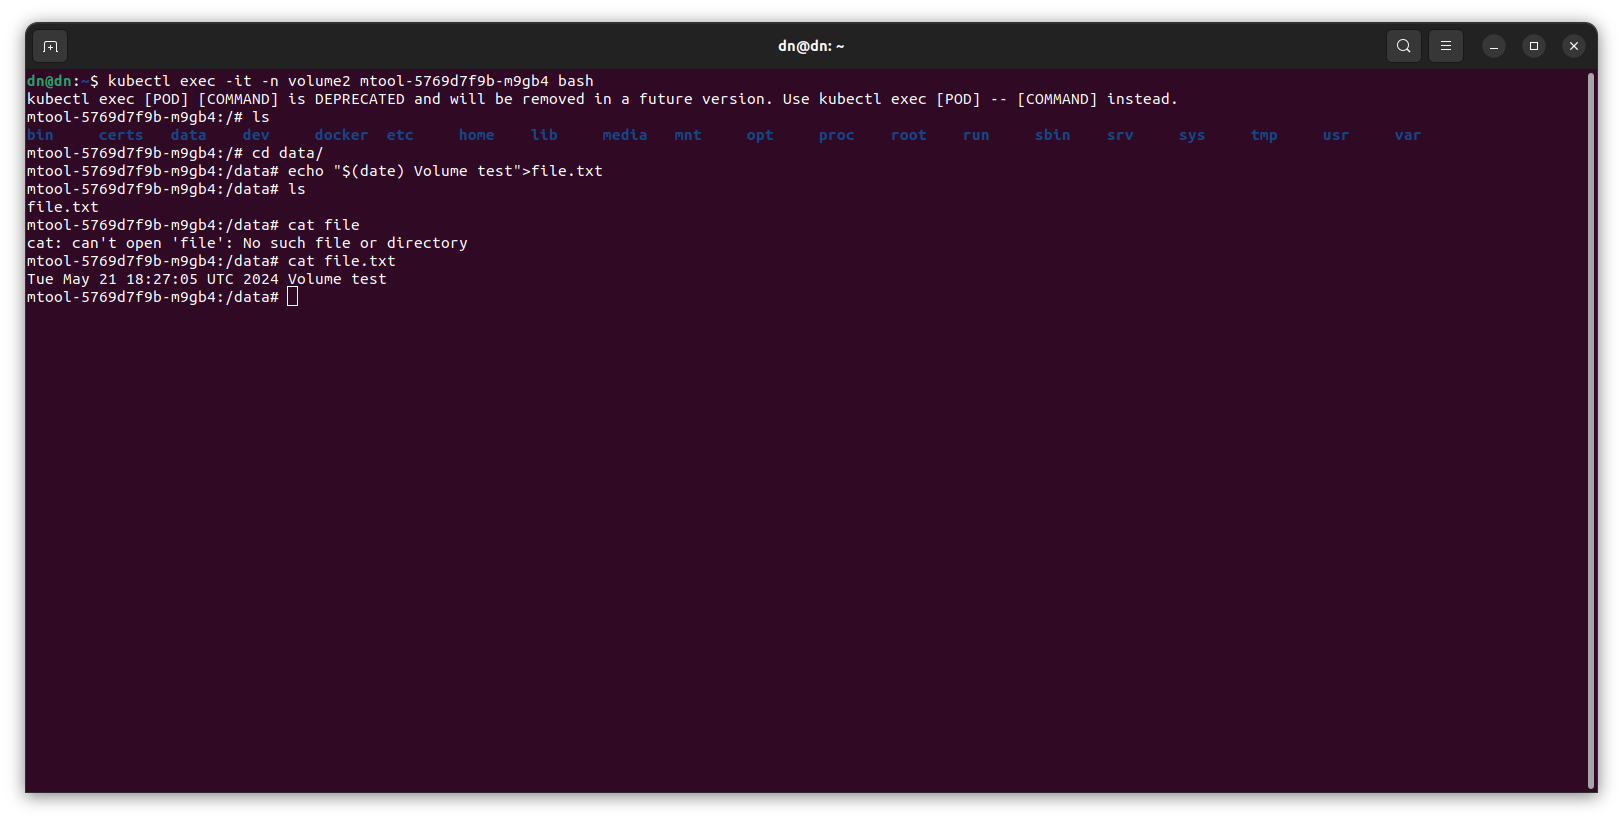 dn@dn: ~
dn@dn:~$ kubectl exec -it -n volume2 mtool-5769d7f9b-m9gb4 bash
kubectl exec [POD] [COMMAND] is DEPRECATED and will be removed in a future version. Use kubectl exec [POD] -- [COMMAND] instead.
mtool-5769d7f9b-m9gb4:/# ls
bin certs data dev docker etc home lib media mnt opt proc root run sbin srv sys tmp usr var
mtool-5769d7f9b-m9gb4:/# cd data/
mtool-5769d7f9b-m9gb4:/data# echo "$(date) Volume test">file.txt
mtool-5769d7f9b-m9gb4:/data# ls
file.txt
mtool-5769d7f9b-m9gb4:/data# cat file
cat: can't open 'file': No such file or directory
mtool-5769d7f9b-m9gb4:/data# cat file.txt
Tue May 21 18:27:05 UTC 2024 Volume test
mtool-5769d7f9b-m9gb4:/data#